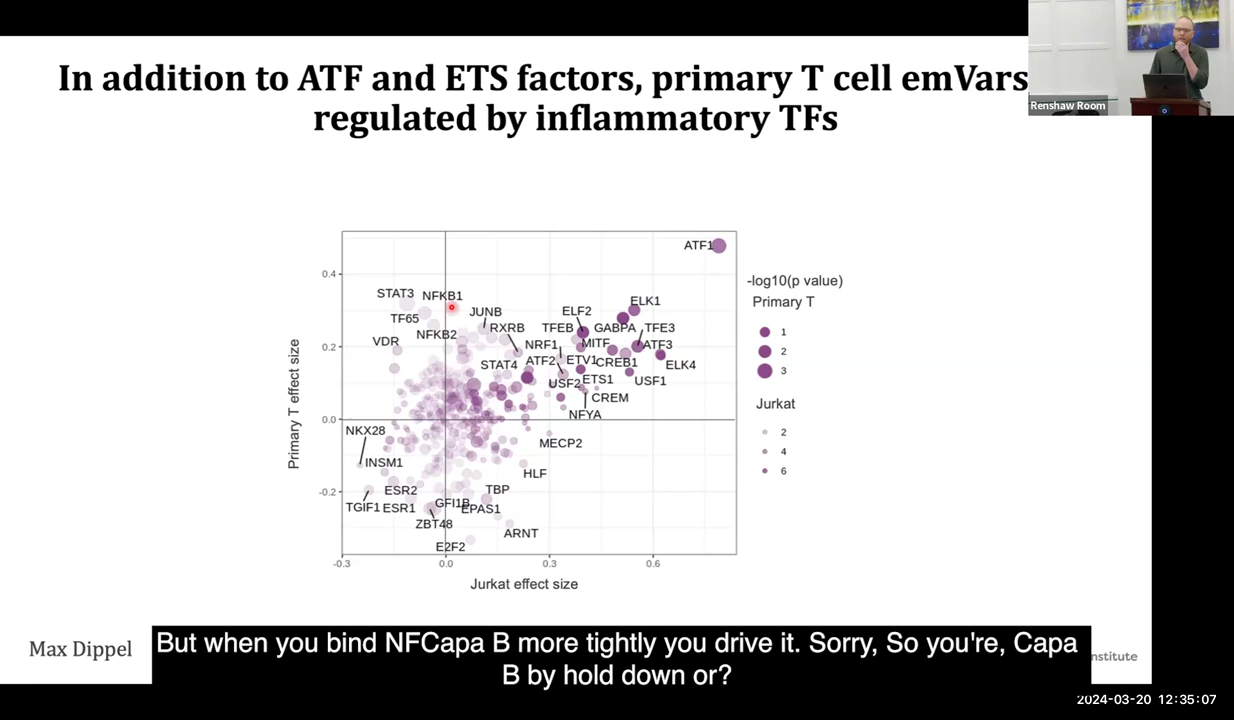 In addition to ATF and ETS factors, primary T cell emVars
regulated by inflammatory TFs
Renshaw Room
ATF1
-log10(p value)
Primary T
1
2
3
Jurkat
2
4
6
0.4
0.2
0.0
-0.2
Primary T effect size
STAT3
NFKB1
TF65
JUNB
ELF2
ELK1
NFKB2
RXRB
TFEB
GABPA
TFE3
VDR
NRF1
MITF
ATF3
STAT4
ATF2
ETV1
CREB1
ELK4
USF2
ETS1
USF1
CREM
NFYA
NKX28
MECP2
INSM1
HLF
ESR2
TBP
TGIF1
ESR1
GFI1B
EPAS1
ZBT48
ARNT
E2F2
-0.3
0.0
0.3
0.6
Jurkat effect size
Max Dippel
nstitute
But when you bind NFCapa B more tightly you drive it. Sorry, So you're, Capa
B by hold down or?
2024-03-20 12:35:07